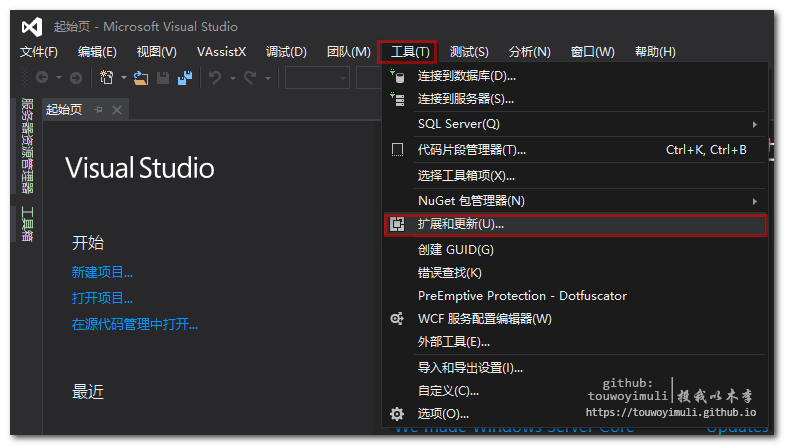 起始页 - Microsoft Visual Studio
文件(F) 编辑(E) 视图(V) VAssistX 调试(D) 团队(M) 工具(T) 测试(S) 分析(N) 窗口(W) 帮助(H)
服务器资源管理器
工具箱
起始页
Visual Studio
开始
新建项目...
打开项目...
在源代码管理中打开...
最近
连接到数据库(D)...
连接到服务器(S)...
SQL Server(Q)
代码片段管理器(T)... Ctrl+K, Ctrl+B
选择工具箱项(X)...
NuGet 包管理器(N)
扩展和更新(U)...
创建 GUID(G)
错误查找(K)
PreEmptive Protection - Dotfuscator
WCF 服务配置编辑器(W)
外部工具(E)...
导入和导出设置(I)...
自定义(C)...
选项(O)...
github:
touwoyimuli
投我以木李
https://touwoyimuli.github.io
We made Windows Server Core Updates